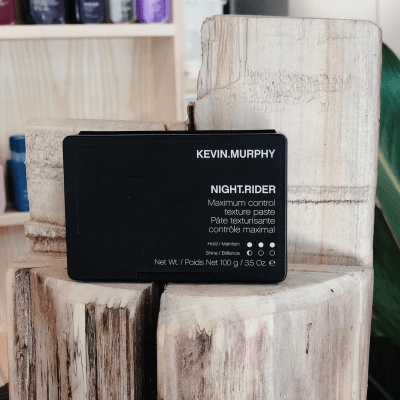 KEVIN.MURPHY
NIGHT.RIDER
Maximum control
texture paste
Pâte texturisante
contrôle maximal
Hold / Maintien
Shine / Brillance
Net Wt. / Poids Net 100 g / 3.5 Oz. ℮